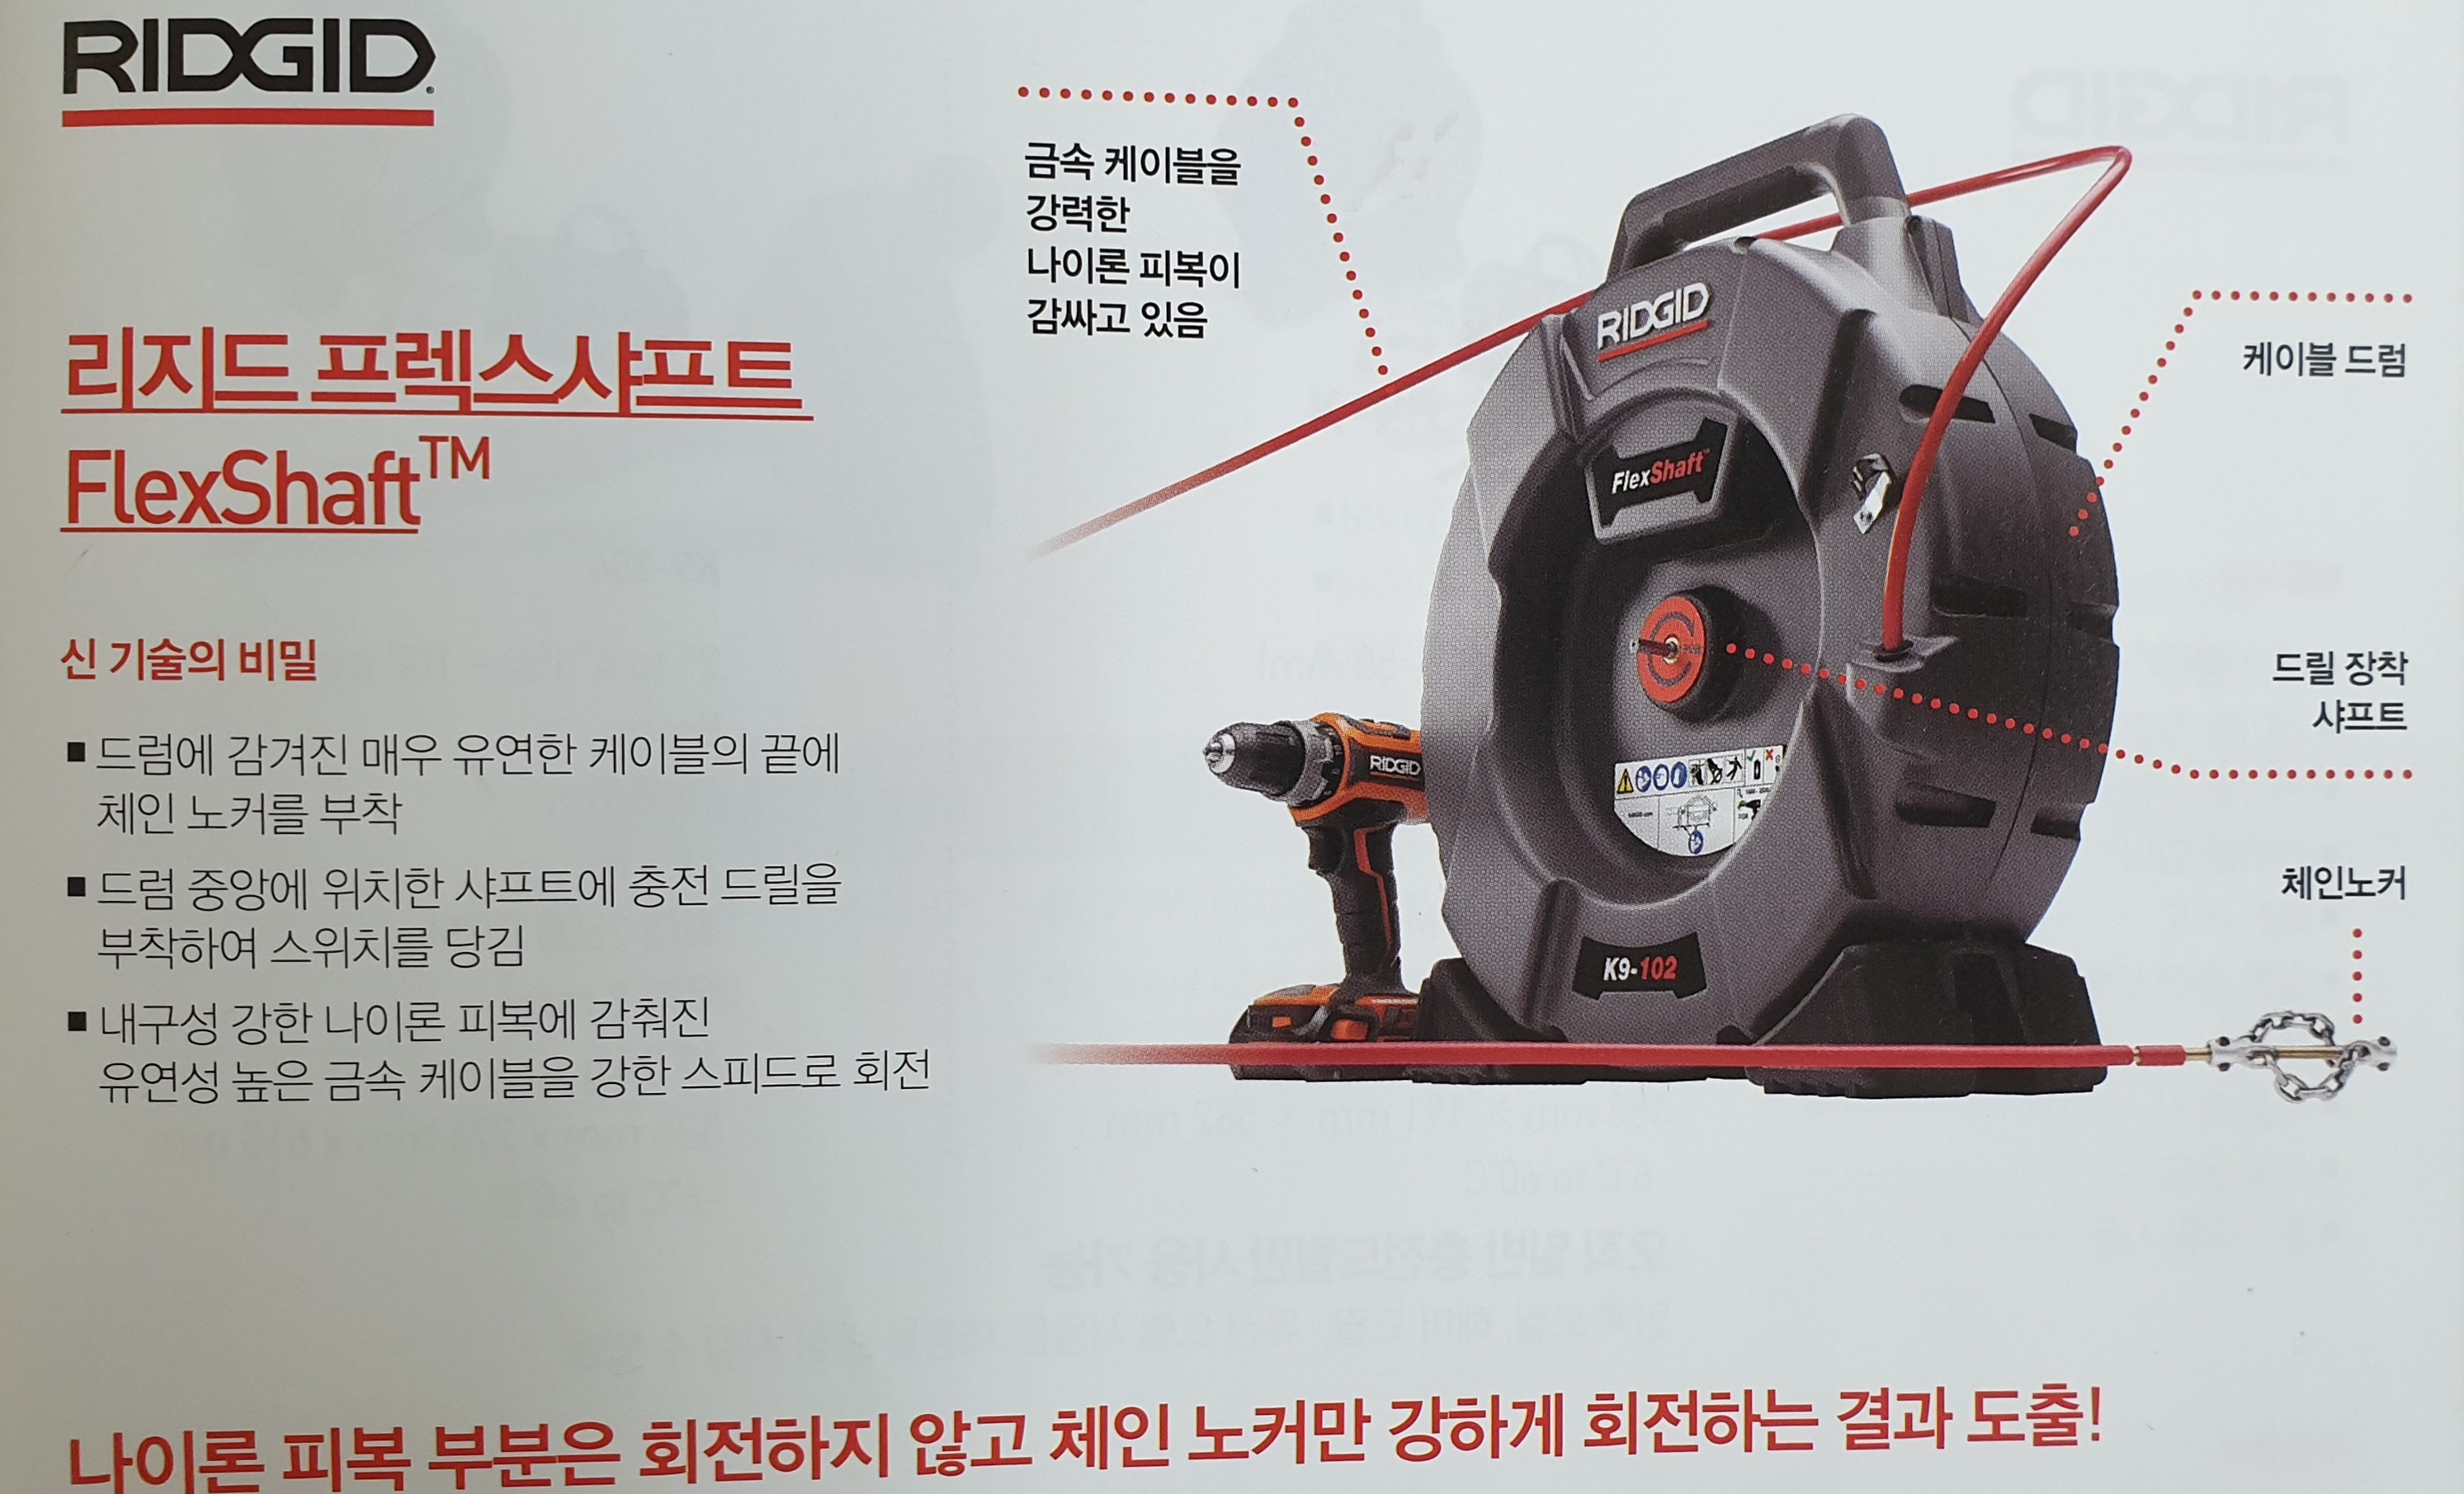 RIDGID
리지드 프렉스샤프트
FlexShaft™
신 기술의 비밀
■ 드럼에 감겨진 매우 유연한 케이블의 끝에
체인 노커를 부착
■ 드럼 중앙에 위치한 샤프트에 충전 드릴을
부착하여 스위치를 당김
■ 내구성 강한 나이론 피복에 감춰진
유연성 높은 금속 케이블을 강한 스피드로 회전
금속 케이블을
강력한
나이론 피복이
감싸고 있음
RIDGID
FlexShaft
RIDGID
K9-102
케이블 드럼
드릴 장착
샤프트
체인노커
나이론 피복 부분은 회전하지 않고 체인 노커만 강하게 회전하는 결과 도출!